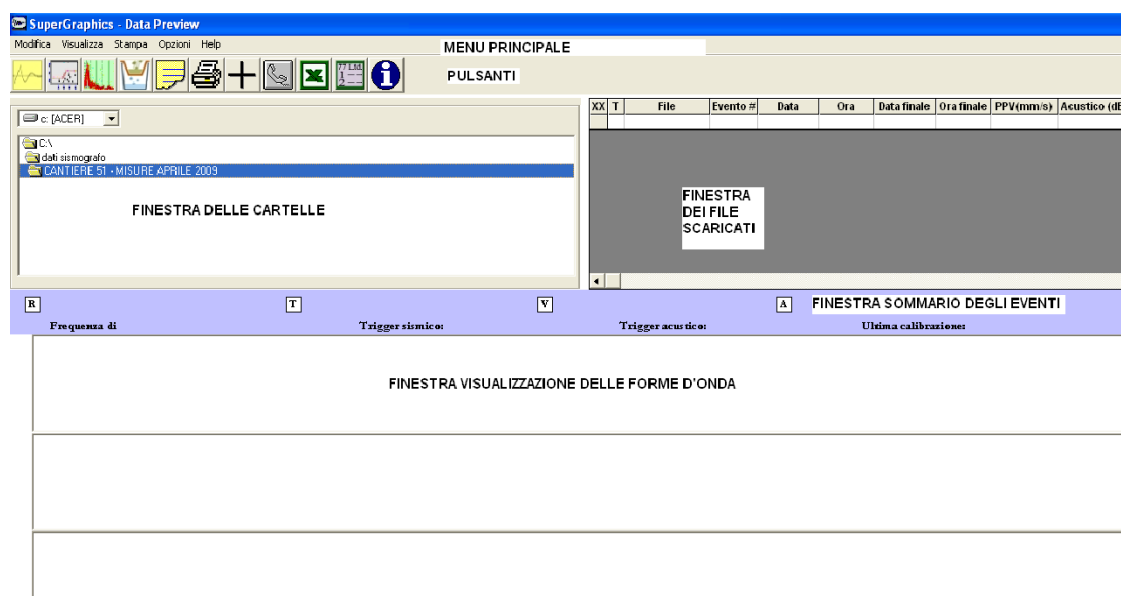 SuperGraphics - Data Preview
Modifica Visualizza Stampa Opzioni Help
MENU PRINCIPALE
PULSANTI
c: [ACER]
XX T File Evento # Data Ora Data finale Ora finale PPV(mm/s) Acustico (dB
C:\
dati sismografo
CANTIERE 51 - MISURE APRILE 2009
FINESTRA DELLE CARTELLE
FINESTRA
DEI FILE
SCARICATI
R T V A FINESTRA SOMMARIO DEGLI EVENTI
Frequenza di Trigger sismico: Trigger acustico: Ultima calibrazione:
FINESTRA VISUALIZZAZIONE DELLE FORME D'ONDA